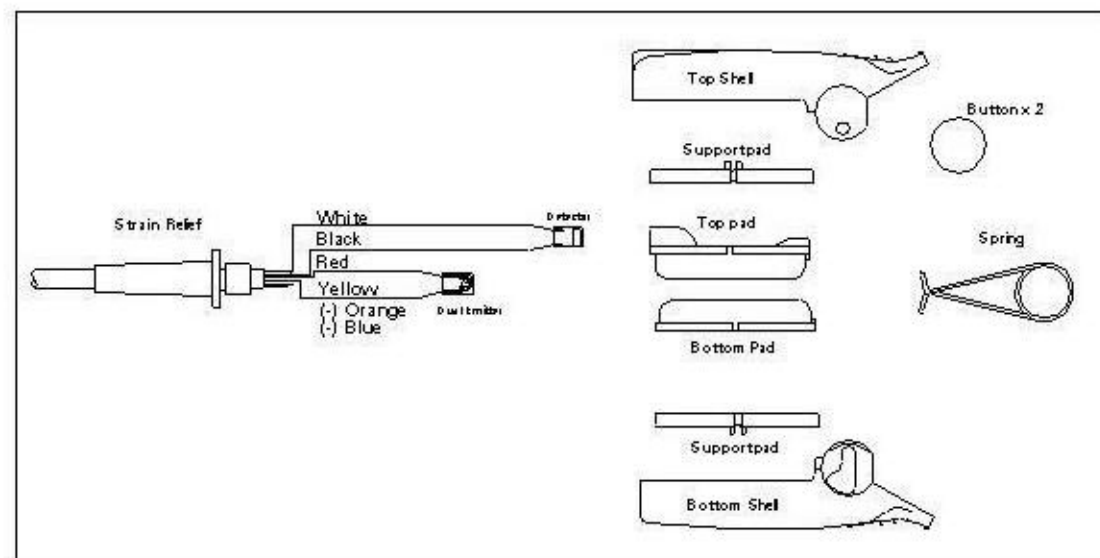 Top Shell
Button x 2
Supportpad
Strain Relief
White
Detector
Black
Top pad
Red
Spring
Yellow
(-) Orange
Dual Emitter
(-) Blue
Bottom Pad
Supportpad
Bottom Shell